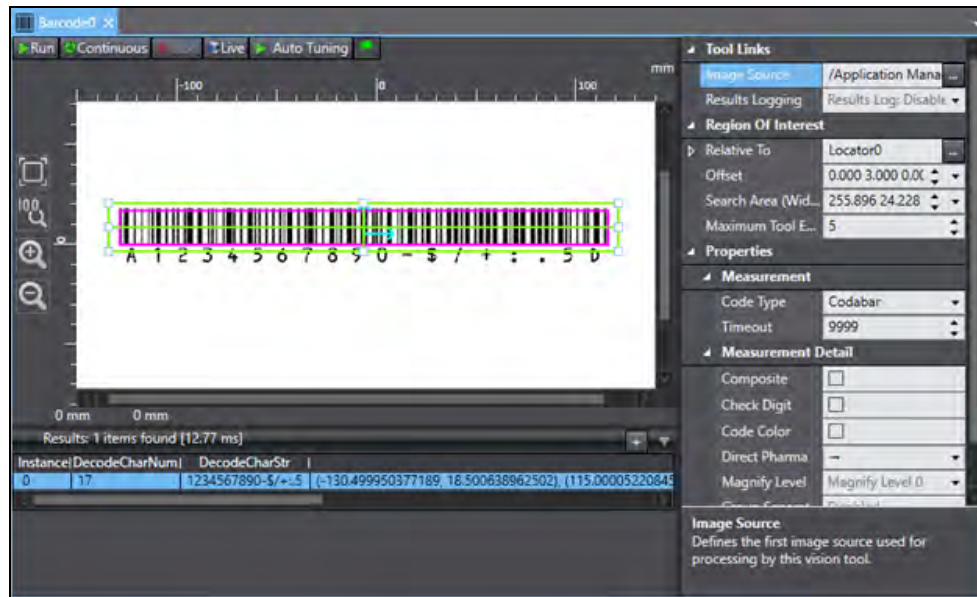 Barcode0 ×
Run Continuous Live Auto Tuning
mm
-100 0 100
0
10.0
A 1 2 3 4 5 6 7 8 9 0 - $ / + : . 5 D
0 mm 0 mm
Results: 1 items found [12.77 ms]
Instance DecodeCharNum DecodeCharStr
0 17 1234567890-$/+:.5 (-130.499950377189, 18.500638962502), (115.00005220845
Tool Links
Image Source /Application Mana ...
Results Logging Results Log: Disable
Region Of Interest
Relative To Locator0 ...
Offset 0.000 3.000 0.00
Search Area (Wid... 255.896 24.228
Maximum Tool E... 5
Properties
Measurement
Code Type Codabar
Timeout 9999
Measurement Detail
Composite
Check Digit
Code Color
Direct Pharma --
Magnify Level Magnify Level 0
Image Source
Defines the first image source used for
processing by this vision tool.